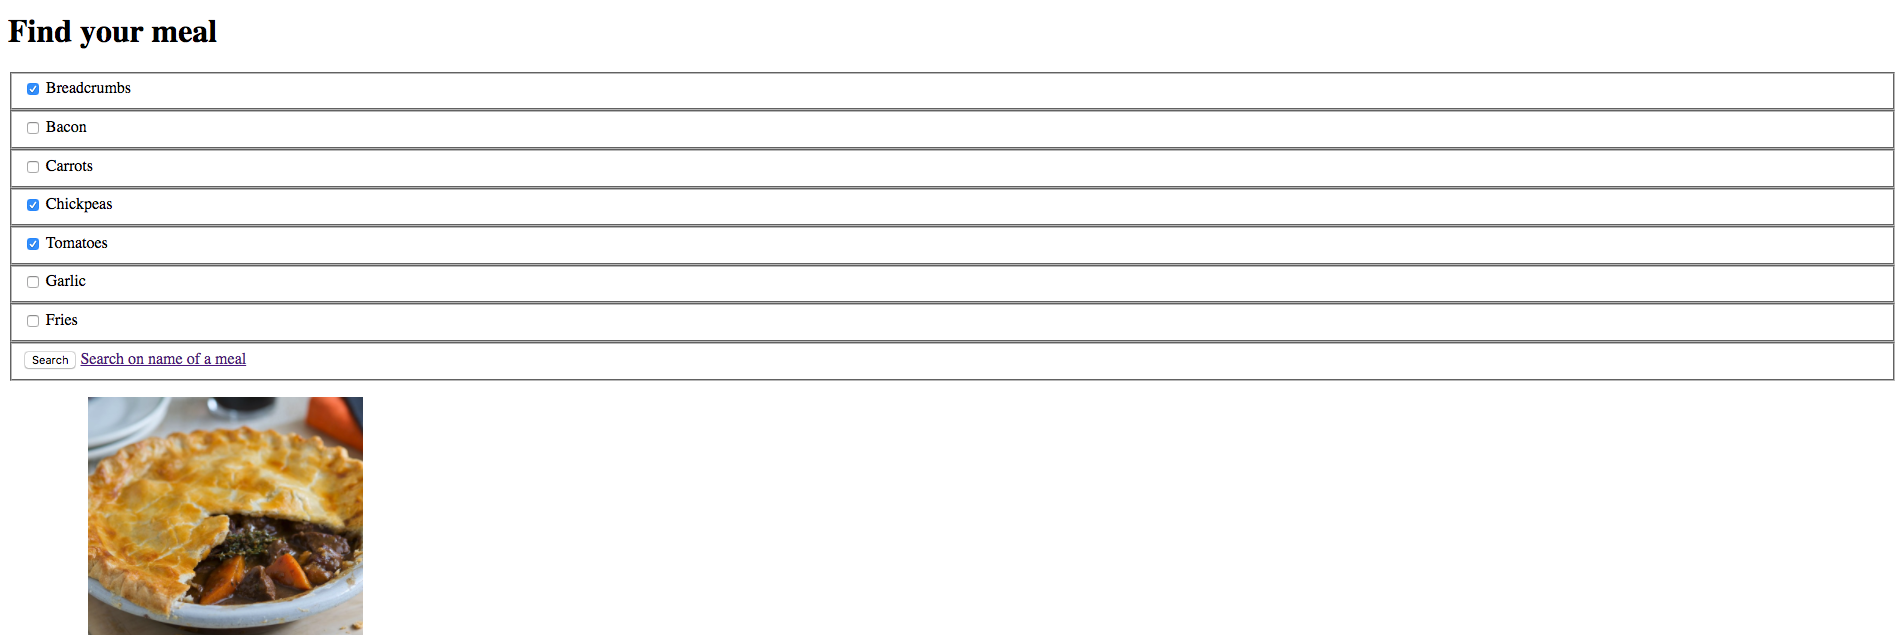 Find your meal
Breadcrumbs
Bacon
Carrots
Chickpeas
Tomatoes
Garlic
Fries
Search Search on name of a meal